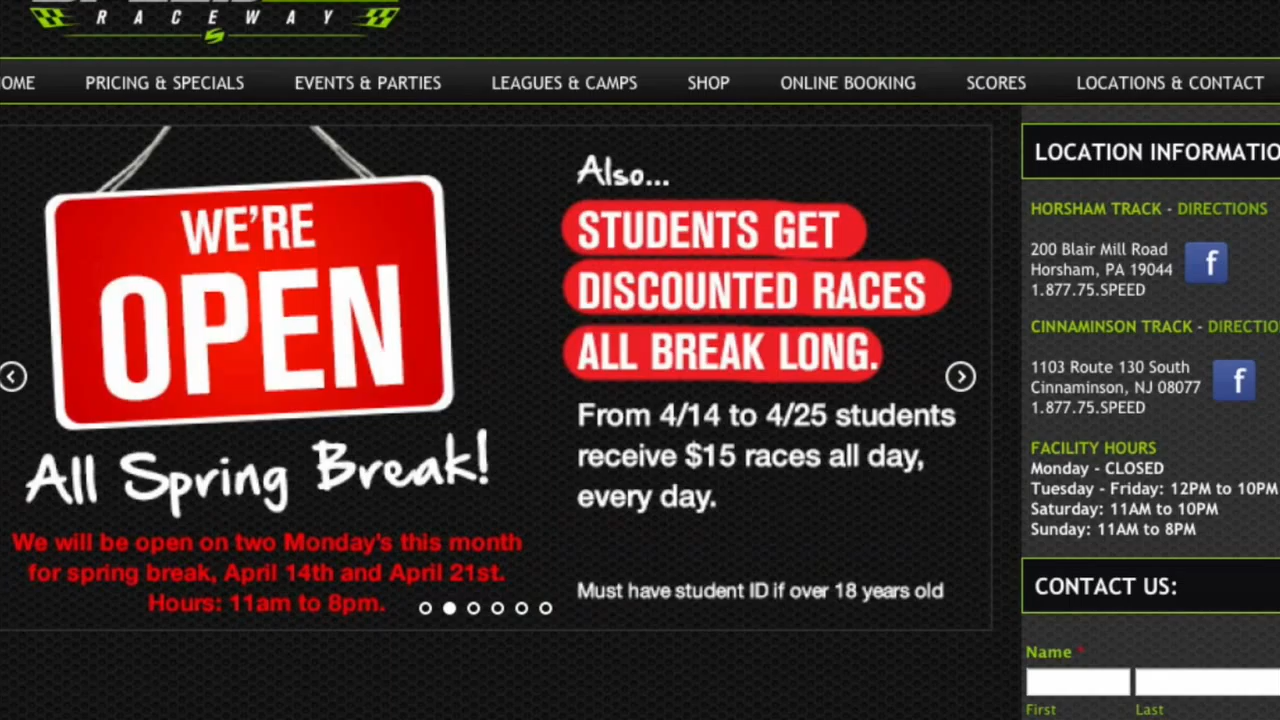 RACEWAY
HOME PRICING & SPECIALS EVENTS & PARTIES LEAGUES & CAMPS SHOP ONLINE BOOKING SCORES LOCATIONS & CONTACT
WE'RE
OPEN
All Spring Break!
We will be open on two Monday's this month
for spring break, April 14th and April 21st.
Hours: 11am to 8pm.
Also...
STUDENTS GET
DISCOUNTED RACES
ALL BREAK LONG.
From 4/14 to 4/25 students
receive $15 races all day,
every day.
Must have student ID if over 18 years old
LOCATION INFORMATIO
HORSHAM TRACK - DIRECTIONS
200 Blair Mill Road
Horsham, PA 19044
1.877.75.SPEED
f
CINNAMINSON TRACK - DIRECTIO
1103 Route 130 South
Cinnaminson, NJ 08077
1.877.75.SPEED
f
FACILITY HOURS
Monday - CLOSED
Tuesday - Friday: 12PM to 10PM
Saturday: 11AM to 10PM
Sunday: 11AM to 8PM
CONTACT US:
Name *
First Last